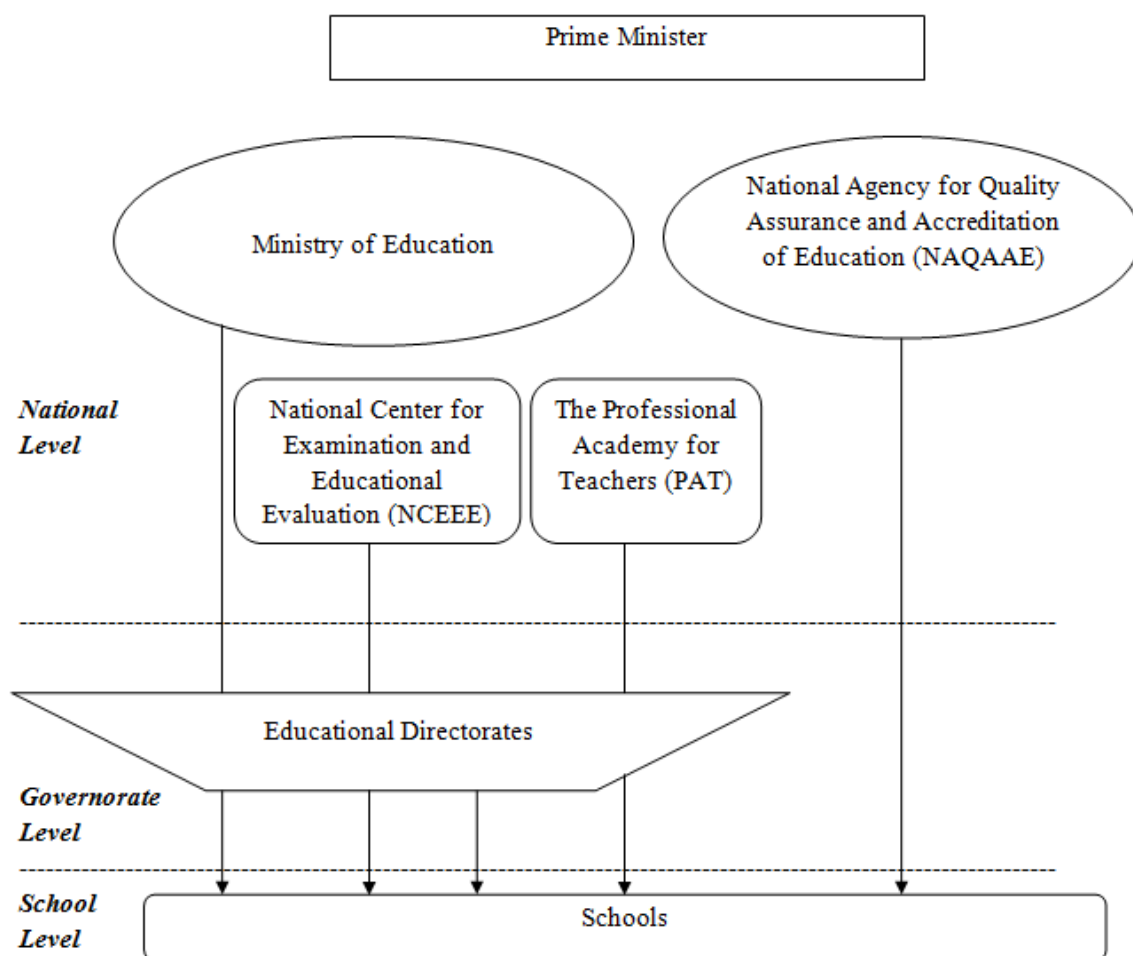 Prime Minister
Ministry of Education
National Agency for Quality
Assurance and Accreditation
of Education (NAQAAE)
National
Level
National Center for
Examination and
Educational
Evaluation (NCEEE)
The Professional
Academy for
Teachers (PAT)
Educational Directorates
Governorate
Level
School
Level
Schools